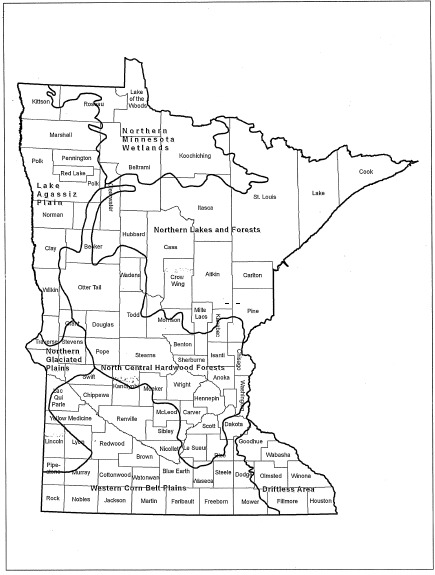 Lake
of the
Woods
Kittson
Roseau
Northern
Minnesota
Wetlands
Marshall
Koochiching
Polk
Pennington
Beltrami
Cook
Red Lake
Polk
Lake
Agassiz
Plain
St. Louis
Lake
Itasca
Norman
Northern Lakes and Forests
Hubbard
Clay
Becker
Cass
Wadena
Aitkin
Carlton
Crow
Wing
Wilkin
Otter Tail
Todd
Mille
Lacs
Pine
Morrison
Kanabec
Grant
Douglas
Benton
Traverse
Stevens
Pope
Stearns
Sherburne
Isanti
Chisago
Northern
Glaciated
Plains
North Central Hardwood Forests
Swift
Kandiyohi
Meeker
Wright
Anoka
Washington
Lac
Qui
Parle
Chippewa
Hennepin
McLeod
Carver
Yellow Medicine
Renville
Scott
Dakota
Sibley
Lincoln
Lyon
Redwood
Nicollet
Le Sueur
Rice
Goodhue
Brown
Wabasha
Pipe-
stone
Murray
Cottonwood
Watonwan
Blue Earth
Waseca
Steele
Dodge
Olmsted
Winona
Western Corn Belt Plains
Driftless Area
Rock
Nobles
Jackson
Martin
Faribault
Freeborn
Mower
Fillmore
Houston